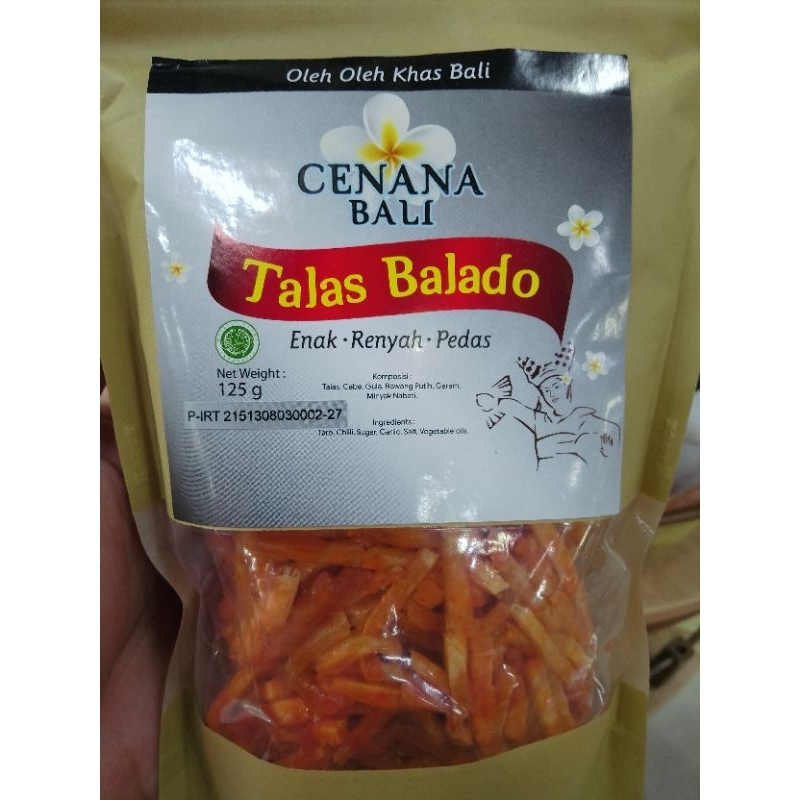 Oleh Oleh Khas Bali
CENANA
BALI
Talas Balado
Enak · Renyah · Pedas
Net Weight :
125 g
P-IRT 2151308030002-27
Komposisi :
Talas, Cabe, Gula, Bawang Putih, Garam,
Minyak Nabati.
Ingredients :
Taro, Chilli, Sugar, Garlic, Salt, Vegetable oils.